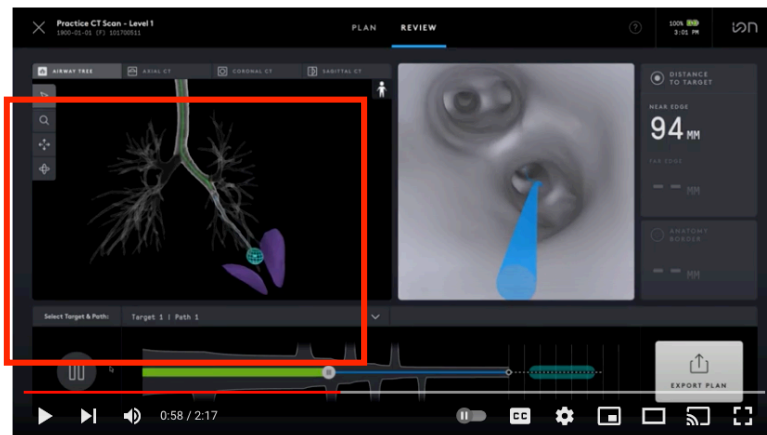 Practice CT Scan - Level 1
1900-01-01 (F) 101700511
PLAN
REVIEW
?
100%
3:01 PM
ion
AIRWAY TREE
AXIAL CT
CORONAL CT
SAGITTAL CT
DISTANCE
TO TARGET
NEAR EDGE
94 MM
FAR EDGE
-- MM
ANATOMY
BORDER
-- MM
Select Target & Path:
Target 1 | Path 1
EXPORT PLAN
0:58 / 2:17
CC